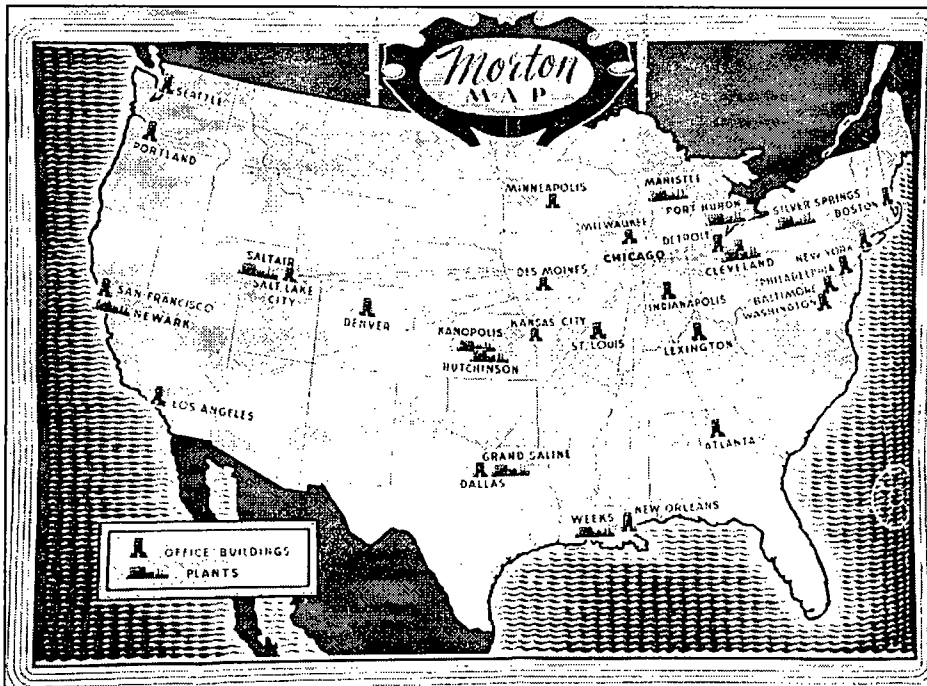 Morton
MAP
SEATTLE
PORTLAND
MINNEAPOLIS
MANISTEE
PORT HURON
SILVER SPRINGS
BOSTON
MILWAUKEE
DETROIT
CHICAGO
CLEVELAND
NEW YORK
PHILADELPHIA
BALTIMORE
WASHINGTON
SALTAIR
SALT LAKE
CITY
DES MOINES
INDIANAPOLIS
SAN FRANCISCO
NEWARK
DENVER
KANOPOLIS
KANSAS CITY
ST. LOUIS
LEXINGTON
HUTCHINSON
LOS ANGELES
ATLANTA
GRAND SALINE
DALLAS
WEEKS
NEW ORLEANS
OFFICE BUILDINGS
PLANTS